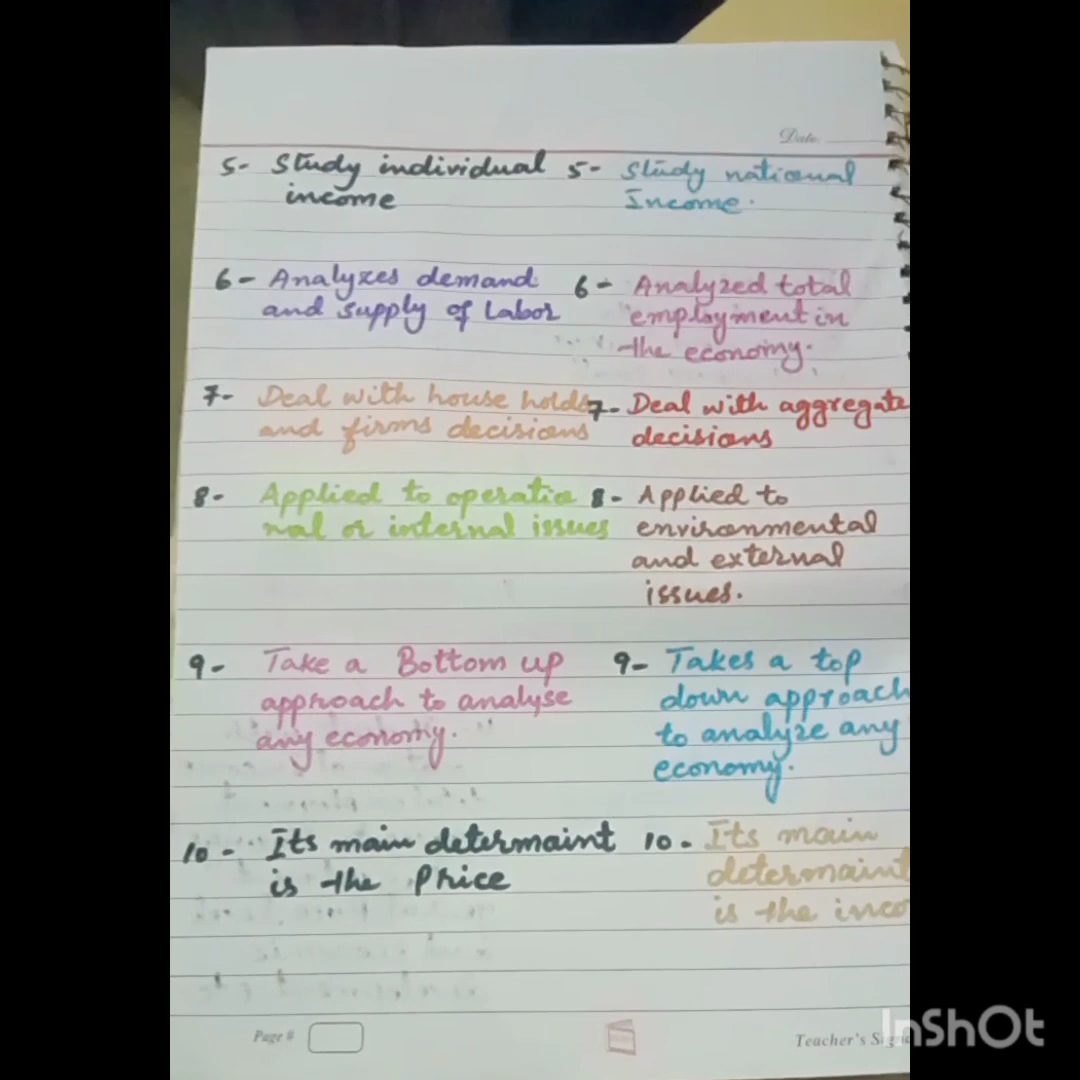 Date
5- Study individual
income
5- Study national
Income.
6- Analyzes demand
and supply of Labor
6- Analyzed total
employment in
the economy.
7- Deal with house holds
and firms decisions
7- Deal with aggregate
decisions
8- Applied to operatio
nal or internal issues
8- Applied to
environmental
and external
issues.
9- Take a Bottom up
approach to analyse
any economy.
9- Takes a top
down approach
to analyze any
economy.
10- Its main determaint
is the Price
10- Its main
determaint
is the inco
Page #
Teacher's
InShOt